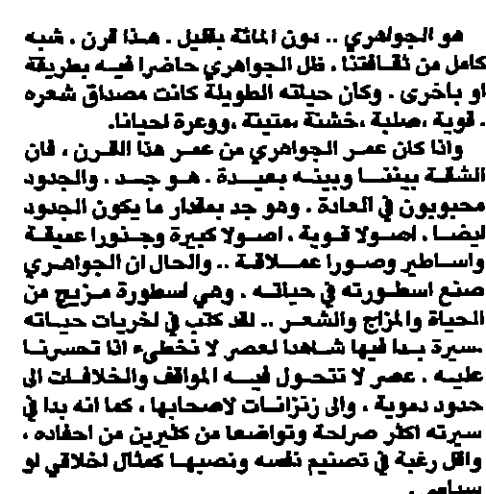 هو الجواهري .. دون المائة بقليل . هذا قرن . شبه
كامل من ثقافتنا . ظل الجواهري حاضرا فيه بطريقة
او باخرى . وكأن حياته الطويلة كانت مصداق شعره
. قوية ،صلبة ،خشنة ،متينة ،ووعرة احيانا.
واذا كان عمر الجواهري من عمر هذا القرن ، فان
الشقة بيننا وبينه بعيدة . هو جد . والجدود
محبوبون في العادة . وهو جد بمقدار ما يكون الجدود
ايضا . اصولا قوية ، اصولا كبيرة وجذورا عميقة
واساطير وصورا عملاقة .. والحال ان الجواهري
صنع اسطورته في حياته . وهي اسطورة مزيج من
الحياة والمزاج والشعر .. لقد كتب في اخريات حياته
سيرة بدا فيها شاهدا لعصر لا نخطىء اذا تحسرنا
عليه . عصر لا تتحول فيه المواقف والخلافات الى
حدود دموية ، والى زنزانات لاصحابها ، كما انه بدا في
سيرته اكثر صراحة وتواضعا من كثيرين من احفاده ،
واقل رغبة في تصنيم نفسه ونصبها كمثال اخلاقي او
سياسي .